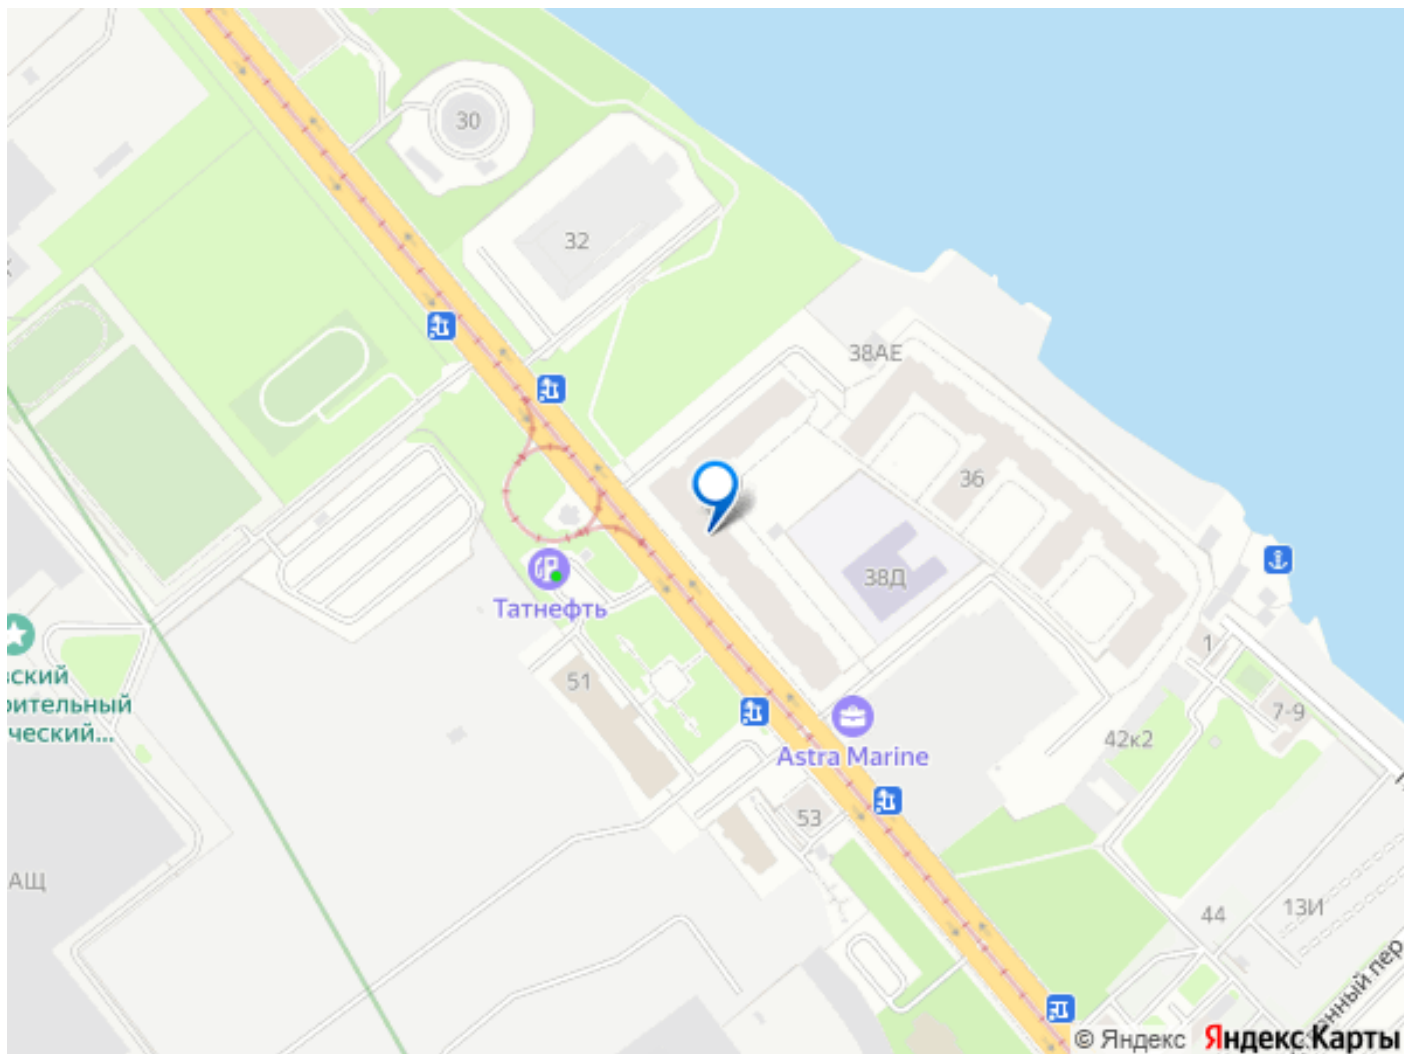 30
32
38АЕ
36
38Д
Татнефть
ский
рительный
ческий...
51
1
7-9
42к2
Astra Marine
53
АЩ
44
13И
енный пер
© Яндекс Яндекс Карты